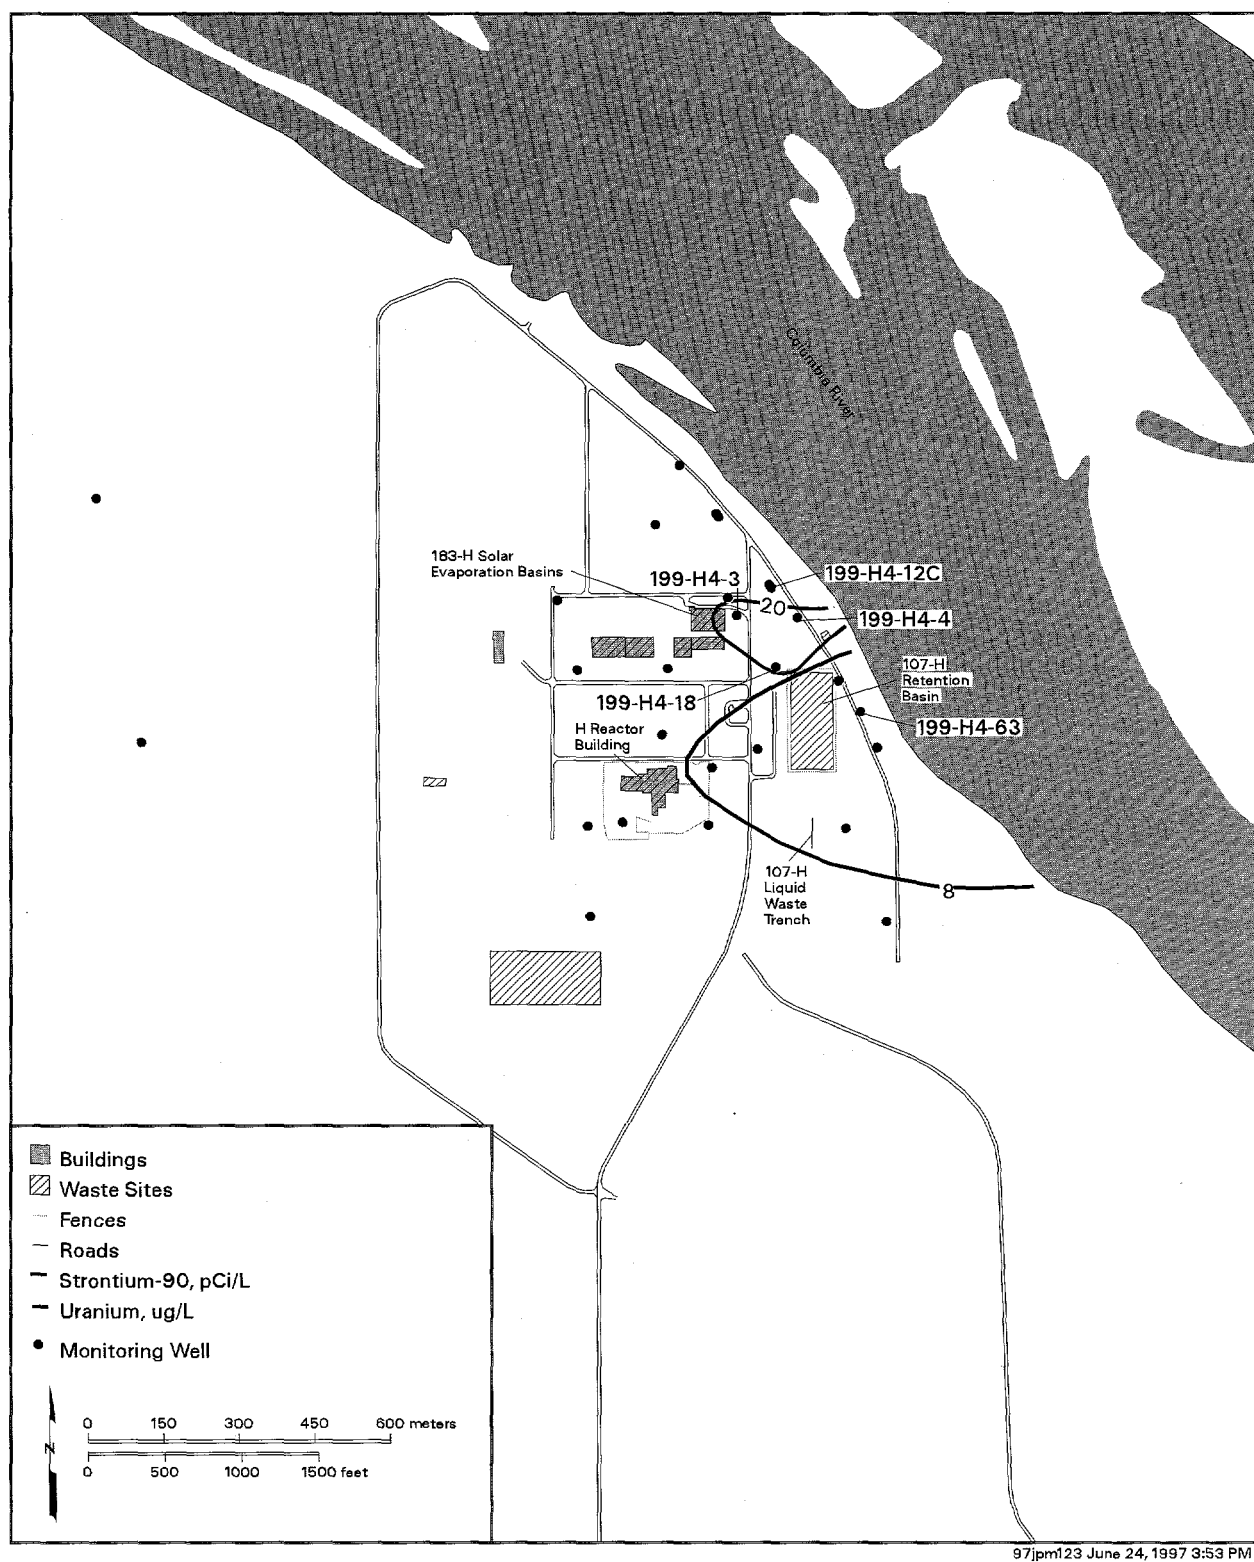 Columbia River
183-H Solar
Evaporation Basins
199-H4-3
199-H4-12C
20
199-H4-4
107-H
Retention
Basin
199-H4-18
199-H4-63
H Reactor
Building
107-H
Liquid
Waste
Trench
8
Buildings
Waste Sites
Fences
Roads
Strontium-90, pCi/L
Uranium, ug/L
Monitoring Well
N
0 150 300 450 600 meters
0 500 1000 1500 feet
97jpm123 June 24, 1997 3:53 PM